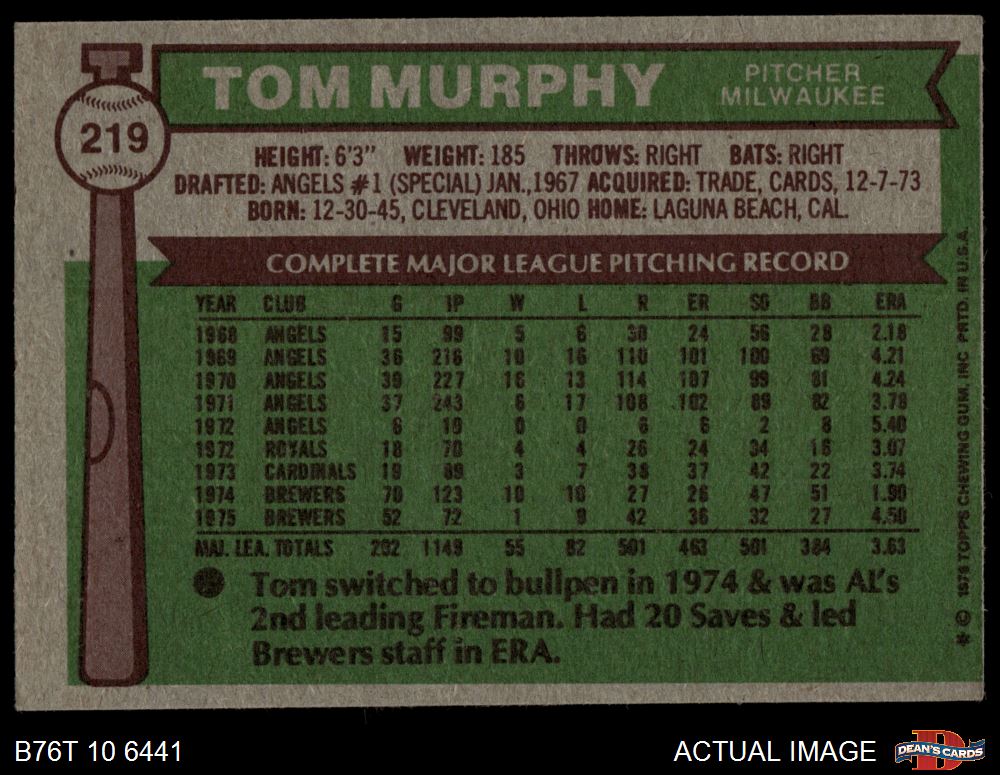 TOM MURPHY
PITCHER
MILWAUKEE
219
HEIGHT: 6'3" WEIGHT: 185 THROWS: RIGHT BATS: RIGHT
DRAFTED: ANGELS #1 (SPECIAL) JAN.,1967 ACQUIRED: TRADE, CARDS, 12-7-73
BORN: 12-30-45, CLEVELAND, OHIO HOME: LAGUNA BEACH, CAL.
COMPLETE MAJOR LEAGUE PITCHING RECORD
YEAR CLUB G IP W L R ER SO BB ERA
1968 ANGELS 15 99 5 6 30 24 56 28 2.18
1969 ANGELS 36 216 10 16 110 101 100 69 4.21
1970 ANGELS 39 227 16 13 114 107 99 81 4.24
1971 ANGELS 37 243 6 17 108 102 89 82 3.78
1972 ANGELS 6 10 0 0 6 6 2 8 5.40
1972 ROYALS 18 70 4 4 26 24 34 16 3.07
1973 CARDINALS 19 89 3 7 38 37 42 22 3.74
1974 BREWERS 70 123 10 10 27 26 47 51 1.90
1975 BREWERS 52 72 1 9 42 36 32 27 4.50
MAJ. LEA. TOTALS 292 1149 55 82 501 463 501 384 3.63
Tom switched to bullpen in 1974 & was AL's
2nd leading Fireman. Had 20 Saves & led
Brewers staff in ERA.
* © 1976 TOPPS CHEWING GUM, INC PRTD. IN U.S.A.
B76T 10 6441
ACTUAL IMAGE
D
DEAN'S CARDS